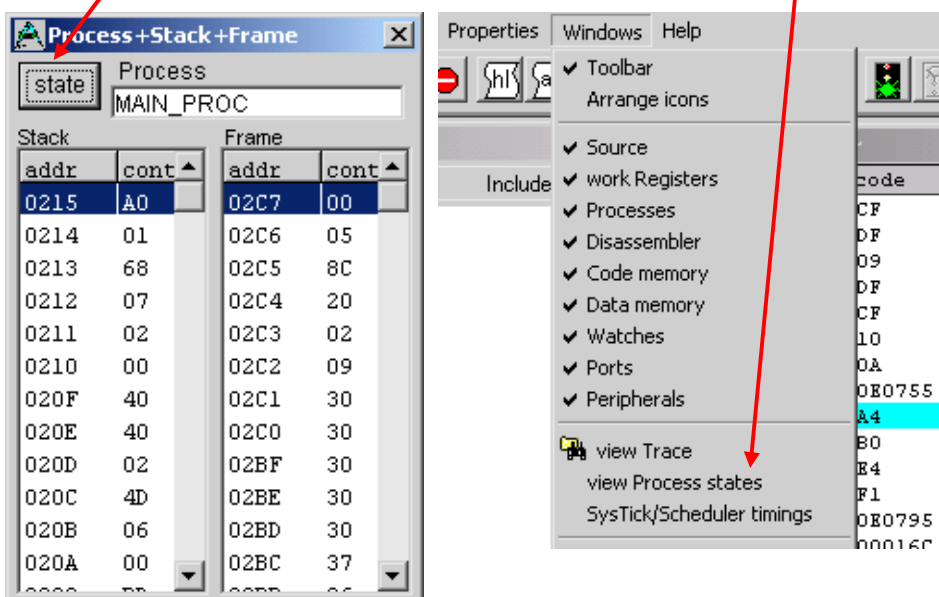 Process+Stack+Frame
state
Process
MAIN_PROC
Stack Frame
addr cont addr cont
0215 A0 02C7 00
0214 01 02C6 05
0213 68 02C5 8C
0212 07 02C4 20
0211 02 02C3 02
0210 00 02C2 09
020F 40 02C1 30
020E 40 02C0 30
020D 02 02BF 30
020C 4D 02BE 30
020B 06 02BD 30
020A 00 02BC 37
Properties Windows Help
Toolbar
Arrange icons
Source
work Registers
Processes
Disassembler
Code memory
Data memory
Watches
Ports
Peripherals
view Trace
view Process states
SysTick/Scheduler timings
Include
code
CF
DF
09
DF
CF
10
0A
0E0755
A4
B0
E4
F1
0E0795
00016C